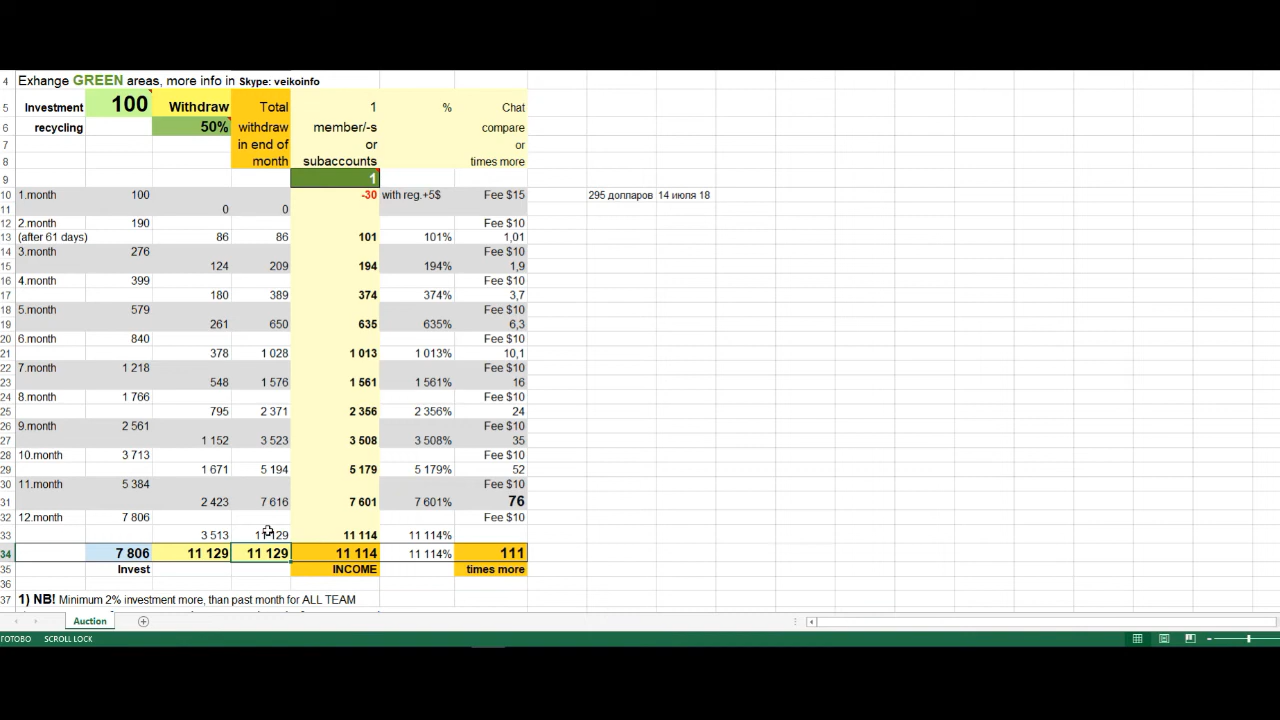 4 Exhange GREEN areas, more info in Skype: veikoinfo
5 Investment 100 Withdraw Total 1 % Chat
6 recycling 50% withdraw member/-s compare
7 in end of or or
8 month subaccounts times more
9 1
10 1.month 100 -30 with reg.+5$ Fee $15 295 долларов 14 июля 18
11 0 0
12 2.month 190 Fee $10
13 (after 61 days) 86 86 101 101% 1,01
14 3.month 276 Fee $10
15 124 209 194 194% 1,9
16 4.month 399 Fee $10
17 180 389 374 374% 3,7
18 5.month 579 Fee $10
19 261 650 635 635% 6,3
20 6.month 840 Fee $10
21 378 1 028 1 013 1 013% 10,1
22 7.month 1 218 Fee $10
23 548 1 576 1 561 1 561% 16
24 8.month 1 766 Fee $10
25 795 2 371 2 356 2 356% 24
26 9.month 2 561 Fee $10
27 1 152 3 523 3 508 3 508% 35
28 10.month 3 713 Fee $10
29 1 671 5 194 5 179 5 179% 52
30 11.month 5 384 Fee $10
31 2 423 7 616 7 601 7 601% 76
32 12.month 7 806 Fee $10
33 3 513 11 129 11 114 11 114%
34 7 806 11 129 11 129 11 114 11 114% 111
35 Invest INCOME times more
36
37 1) NB! Minimum 2% investment more, than past month for ALL TEAM
Auction
ГОТОВО SCROLL LOCK